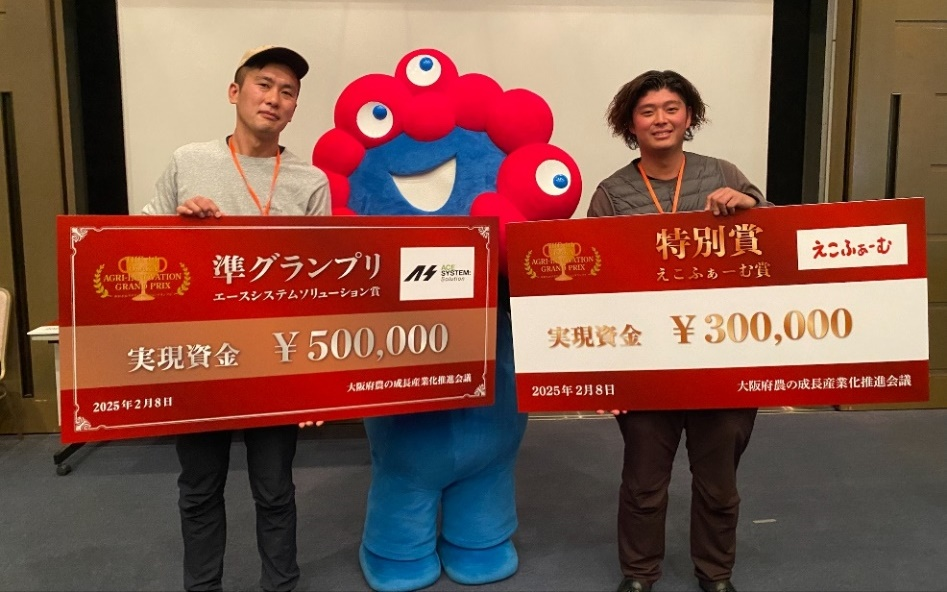 AGRI-INNOVATION
GRAND PRIX
準グランプリ
エースシステムソリューション賞
AS
ACE
SYSTEM:
Solution
実現資金 ¥500,000
2025年2月8日
大阪府農の成長産業化推進会議
AGRI-INNOVATION
GRAND PRIX
特別賞
えこふぁーむ賞
えこふぁーむ
実現資金 ¥300,000
2025年2月8日
大阪府農の成長産業化推進会議